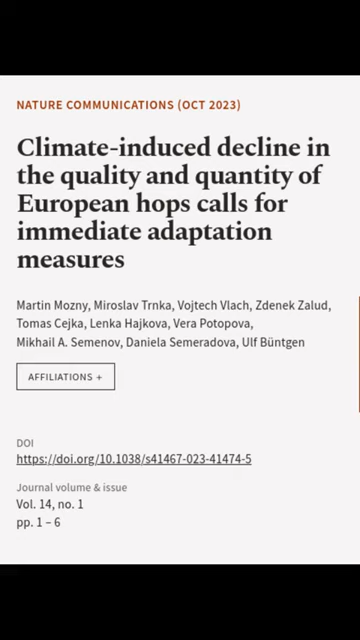 NATURE COMMUNICATIONS (OCT 2023)
Climate-induced decline in
the quality and quantity of
European hops calls for
immediate adaptation
measures
Martin Mozny, Miroslav Trnka, Vojtech Vlach, Zdenek Zalud,
Tomas Cejka, Lenka Hajkova, Vera Potopova,
Mikhail A. Semenov, Daniela Semeradova, Ulf Büntgen
AFFILIATIONS +
DOI
https://doi.org/10.1038/s41467-023-41474-5
Journal volume & issue
Vol. 14, no. 1
pp. 1 – 6